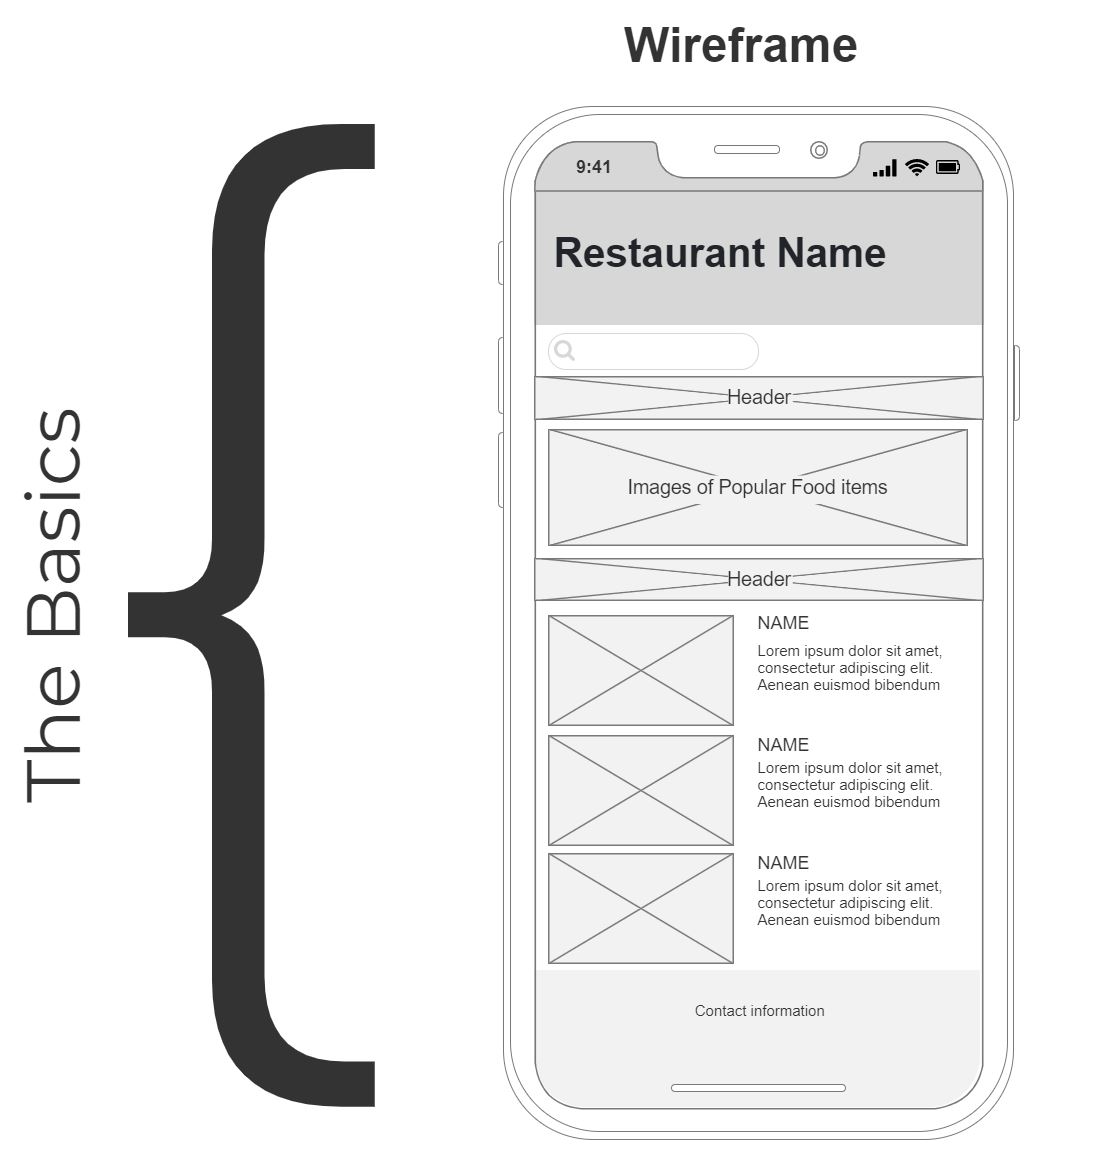 Wireframe
The Basics
9:41
Restaurant Name
Header
Images of Popular Food items
Header
NAME
Lorem ipsum dolor sit amet,
consectetur adipiscing elit.
Aenean euismod bibendum
NAME
Lorem ipsum dolor sit amet,
consectetur adipiscing elit.
Aenean euismod bibendum
NAME
Lorem ipsum dolor sit amet,
consectetur adipiscing elit.
Aenean euismod bibendum
Contact information